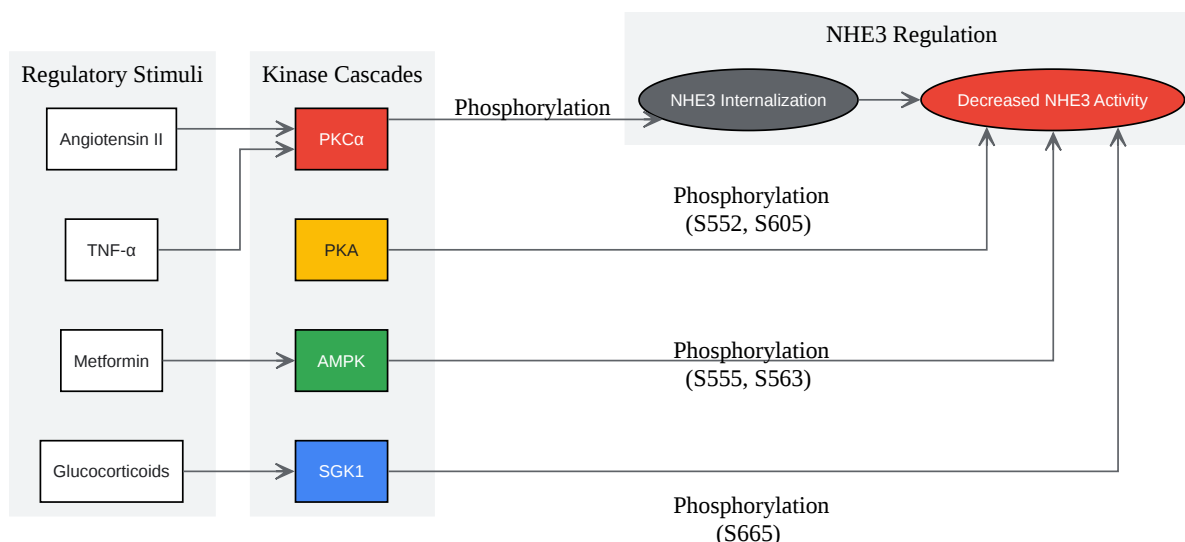 NHE3 Regulation
Regulatory Stimuli
Kinase Cascades
Angiotensin II
PKCα
Phosphorylation
NHE3 Internalization
Decreased NHE3 Activity
TNF-α
PKA
Phosphorylation
(S552, S605)
Metformin
AMPK
Phosphorylation
(S555, S563)
Glucocorticoids
SGK1
Phosphorylation
(S665)